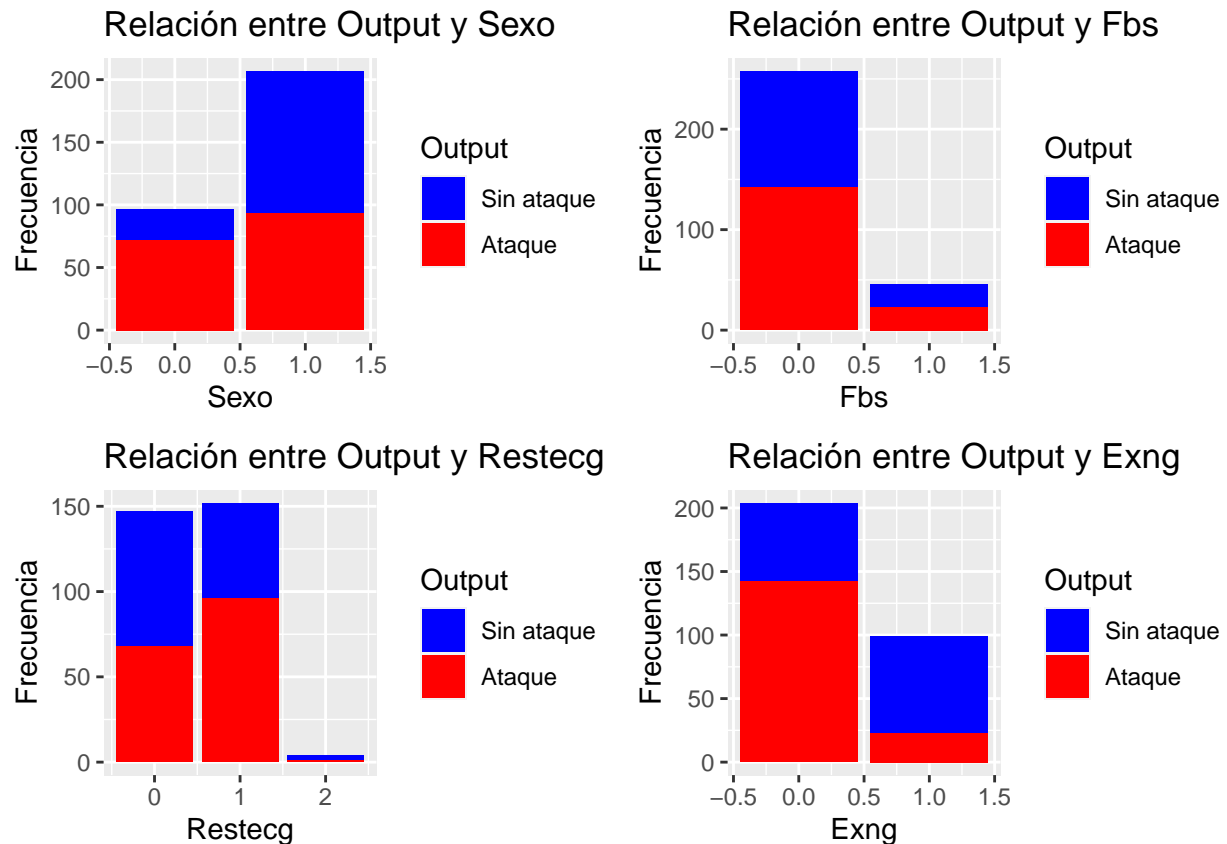 Relación entre Output y Sexo
Frecuencia
200
150
100
50
0
−0.5 0.0 0.5 1.0 1.5
Sexo
Output
Sin ataque
Ataque
Relación entre Output y Fbs
Frecuencia
200
100
0
−0.5 0.0 0.5 1.0 1.5
Fbs
Output
Sin ataque
Ataque
Relación entre Output y Restecg
Frecuencia
150
100
50
0
0 1 2
Restecg
Output
Sin ataque
Ataque
Relación entre Output y Exng
Frecuencia
200
150
100
50
0
−0.5 0.0 0.5 1.0 1.5
Exng
Output
Sin ataque
Ataque